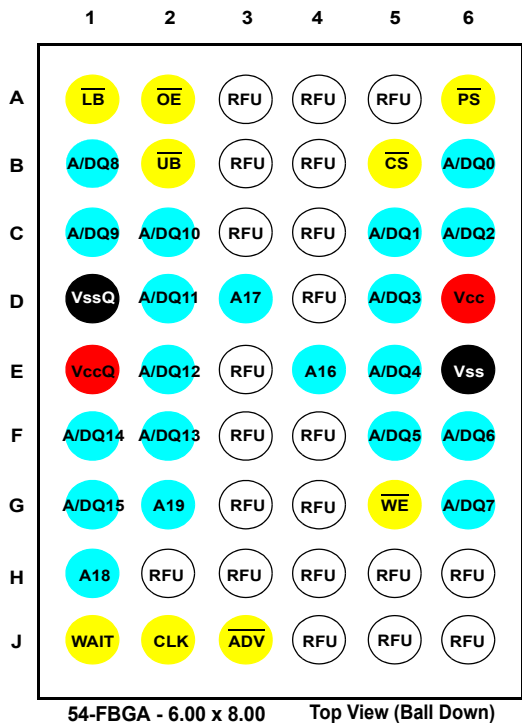 1 2 3 4 5 6
A LB OE RFU RFU RFU PS
B A/DQ8 UB RFU RFU CS A/DQ0
C A/DQ9 A/DQ10 RFU RFU A/DQ1 A/DQ2
D VssQ A/DQ11 A17 RFU A/DQ3 Vcc
E VccQ A/DQ12 RFU A16 A/DQ4 Vss
F A/DQ14 A/DQ13 RFU RFU A/DQ5 A/DQ6
G A/DQ15 A19 RFU RFU WE A/DQ7
H A18 RFU RFU RFU RFU RFU
J WAIT CLK ADV RFU RFU RFU
54-FBGA - 6.00 x 8.00 Top View (Ball Down)